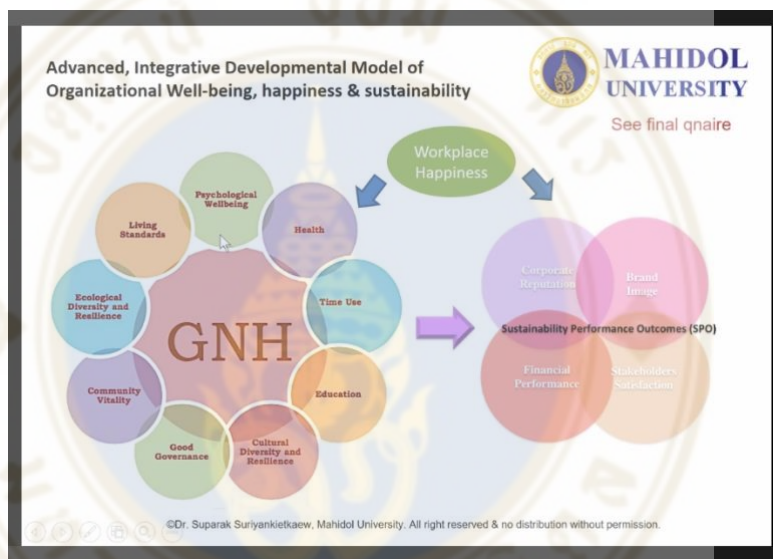 Advanced, Integrative Developmental Model of
Organizational Well-being, happiness & sustainability
MAHIDOL
UNIVERSITY
See final qnaire
Workplace
Happiness
Psychological
Wellbeing
Health
Time Use
Education
Cultural
Diversity and
Resilience
Good
Governance
Community
Vitality
Ecological
Diversity and
Resilience
Living
Standards
GNH
Corporate
Reputation
Brand
Image
Sustainability Performance Outcomes (SPO)
Financial
Performance
Stakeholders
Satisfaction
©Dr. Suparak Suriyankietkaew, Mahidol University. All right reserved & no distribution without permission.